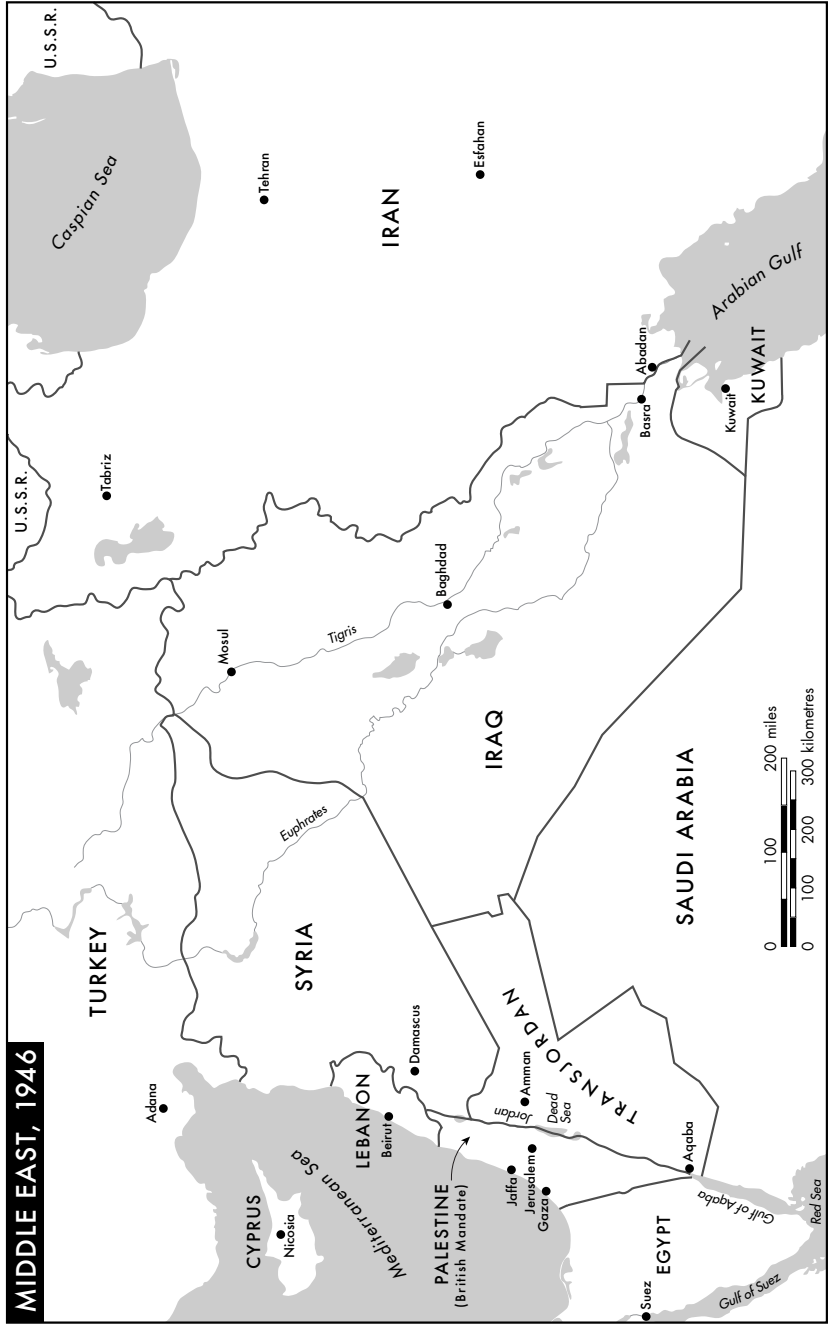 MIDDLE EAST, 1946
U.S.S.R.
U.S.S.R.
Caspian Sea
TURKEY
Adana
Tabriz
Tehran
Mosul
Tigris
CYPRUS
Nicosia
SYRIA
Euphrates
Mediterranean Sea
LEBANON
Beirut
Damascus
Baghdad
IRAN
Esfahan
IRAQ
PALESTINE
(British Mandate)
Jaffa
Jerusalem
Gaza
Amman
Jordan
Dead
Sea
TRANSJORDAN
Abadan
Basra
Kuwait
KUWAIT
Arabian Gulf
EGYPT
Suez
Gulf of Suez
Aqaba
Gulf of Aqaba
Red Sea
SAUDI ARABIA
0 100 200 miles
0 100 200 300 kilometres